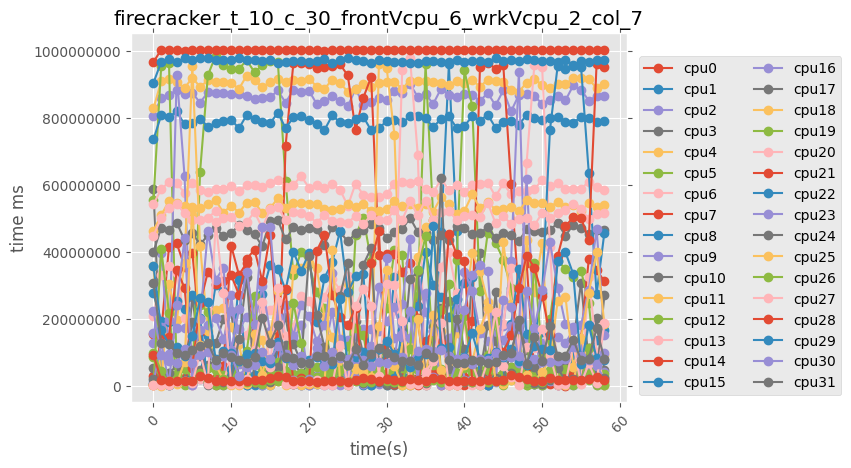 firecracker_t_10_c_30_frontVcpu_6_wrkVcpu_2_col_7
1000000000
800000000
600000000
400000000
200000000
0
time ms
0 10 20 30 40 50 60
time(s)
cpu0
cpu1
cpu2
cpu3
cpu4
cpu5
cpu6
cpu7
cpu8
cpu9
cpu10
cpu11
cpu12
cpu13
cpu14
cpu15
cpu16
cpu17
cpu18
cpu19
cpu20
cpu21
cpu22
cpu23
cpu24
cpu25
cpu26
cpu27
cpu28
cpu29
cpu30
cpu31